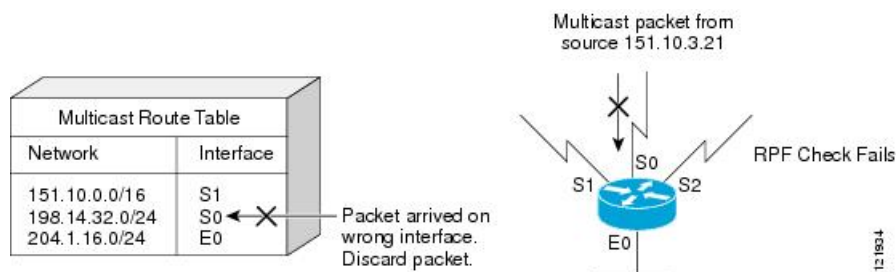 Multicast packet from
source 151.10.3.21
Multicast Route Table
Network Interface
151.10.0.0/16 S1
198.14.32.0/24 S0
204.1.16.0/24 E0
Packet arrived on
wrong interface.
Discard packet.
RPF Check Fails
S0
S1 S2
E0
121934